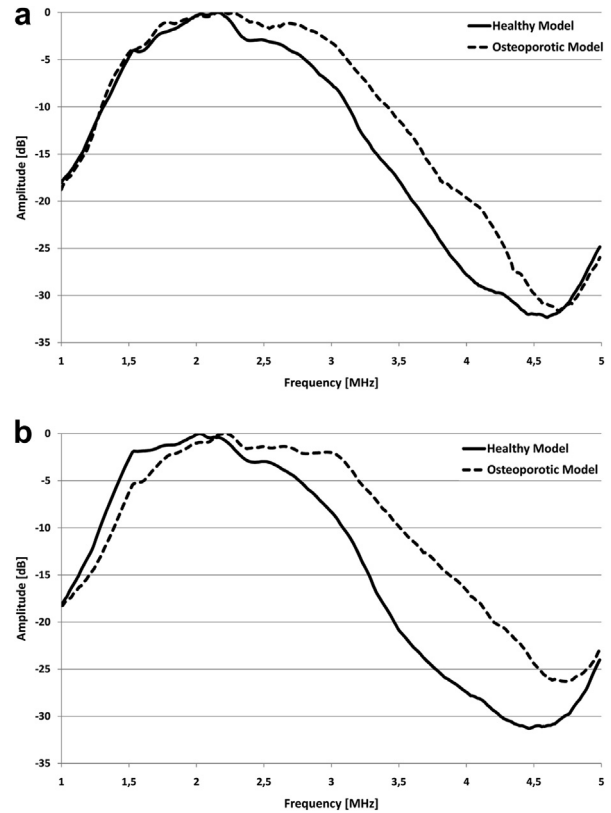 a
0
-5
-10
-15
-20
-25
-30
-35
Amplitude [dB]
1 1,5 2 2,5 3 3,5 4 4,5 5
Frequency [MHz]
Healthy Model
Osteoporotic Model
b
0
-5
-10
-15
-20
-25
-30
-35
Amplitude [dB]
1 1,5 2 2,5 3 3,5 4 4,5 5
Frequency [MHz]
Healthy Model
Osteoporotic Model